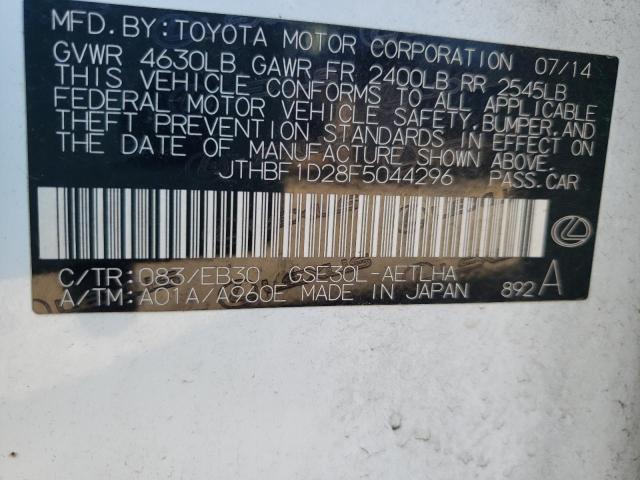 MFD. BY: TOYOTA MOTOR CORPORATION 07/14
GVWR 4630LB GAWR FR 2400LB RR 2545LB
THIS VEHICLE CONFORMS TO ALL APPLICABLE
FEDERAL MOTOR VEHICLE SAFETY, BUMPER, AND
THEFT PREVENTION STANDARDS IN EFFECT ON
THE DATE OF MANUFACTURE SHOWN ABOVE.
JTHBF1D28F5044296 PASS.CAR
C/TR: 083/EB30 GSE30L-AETLHA
A/TM: A01A/A960E MADE IN JAPAN 892 A